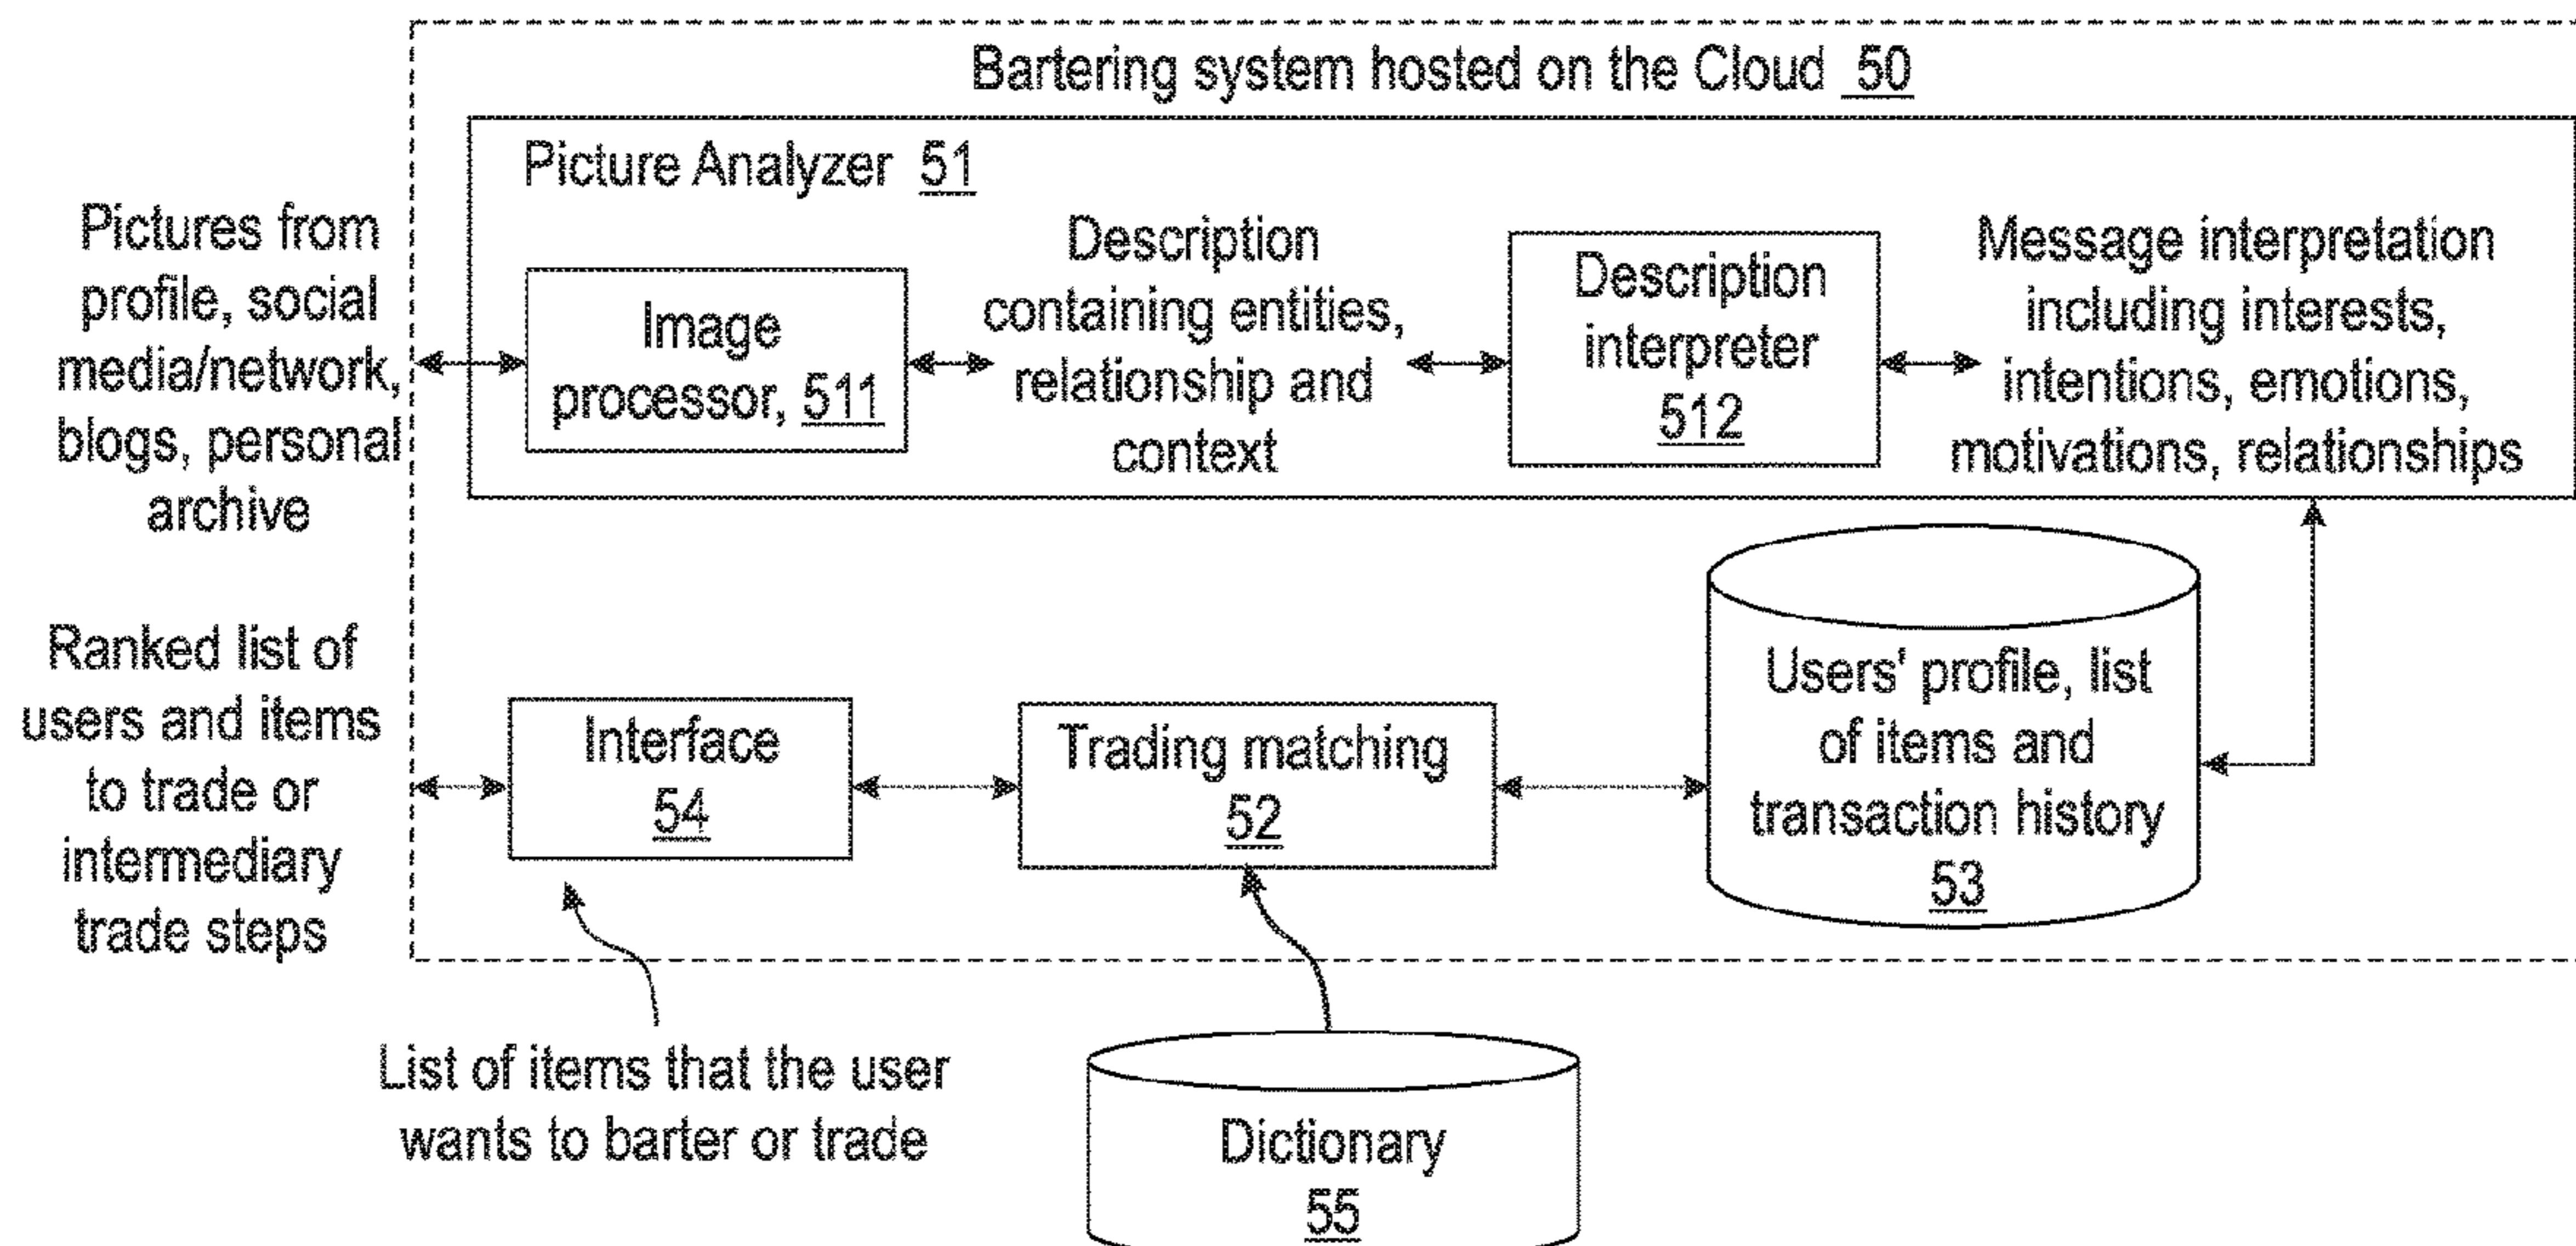 Bartering system hosted on the Cloud 50
Picture Analyzer 51
Pictures from
profile, social
media/network,
blogs, personal
archive
Image
processor, 511
Description
containing entities,
relationship and
context
Description
interpreter
512
Message interpretation
including interests,
intentions, emotions,
motivations, relationships
Ranked list of
users and items
to trade or
intermediary
trade steps
Interface
54
Trading matching
52
Users' profile, list
of items and
transaction history
53
List of items that the user
wants to barter or trade
Dictionary
55